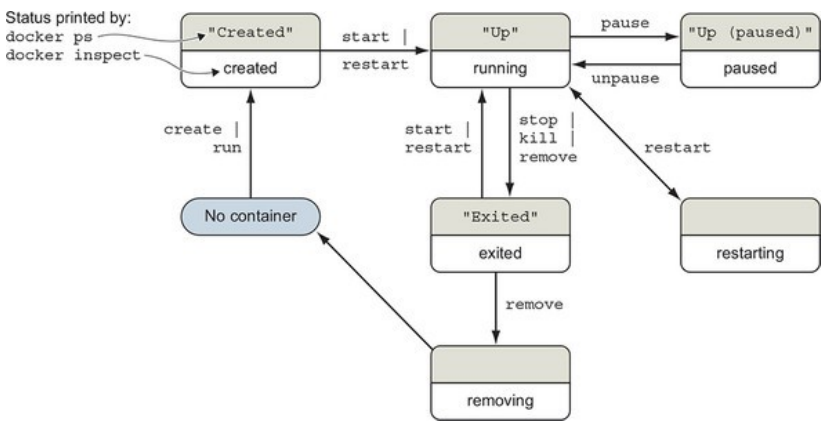 Status printed by:
docker ps
docker inspect
"Created"
created
start |
restart
"Up"
running
pause
unpause
"Up (paused)"
paused
create |
run
start |
restart
stop |
kill |
remove
restart
No container
"Exited"
exited
restarting
remove
removing